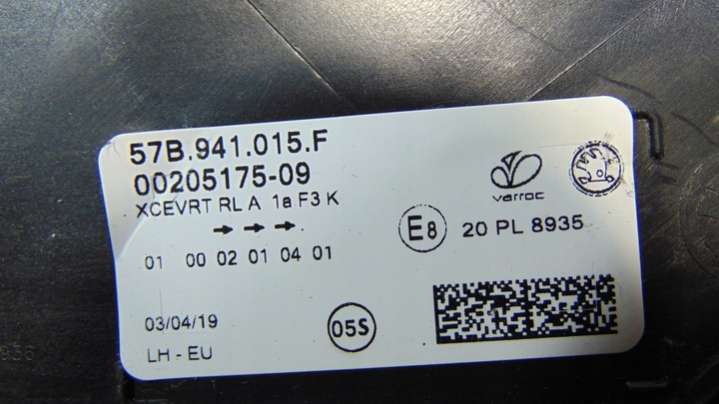 57B.941.015.F
00205175-09
XCEVRT RL A 1a F3 K
varroc
E8 20 PL 8935
01 00 02 01 04 01
03/04/19
05S
LH - EU